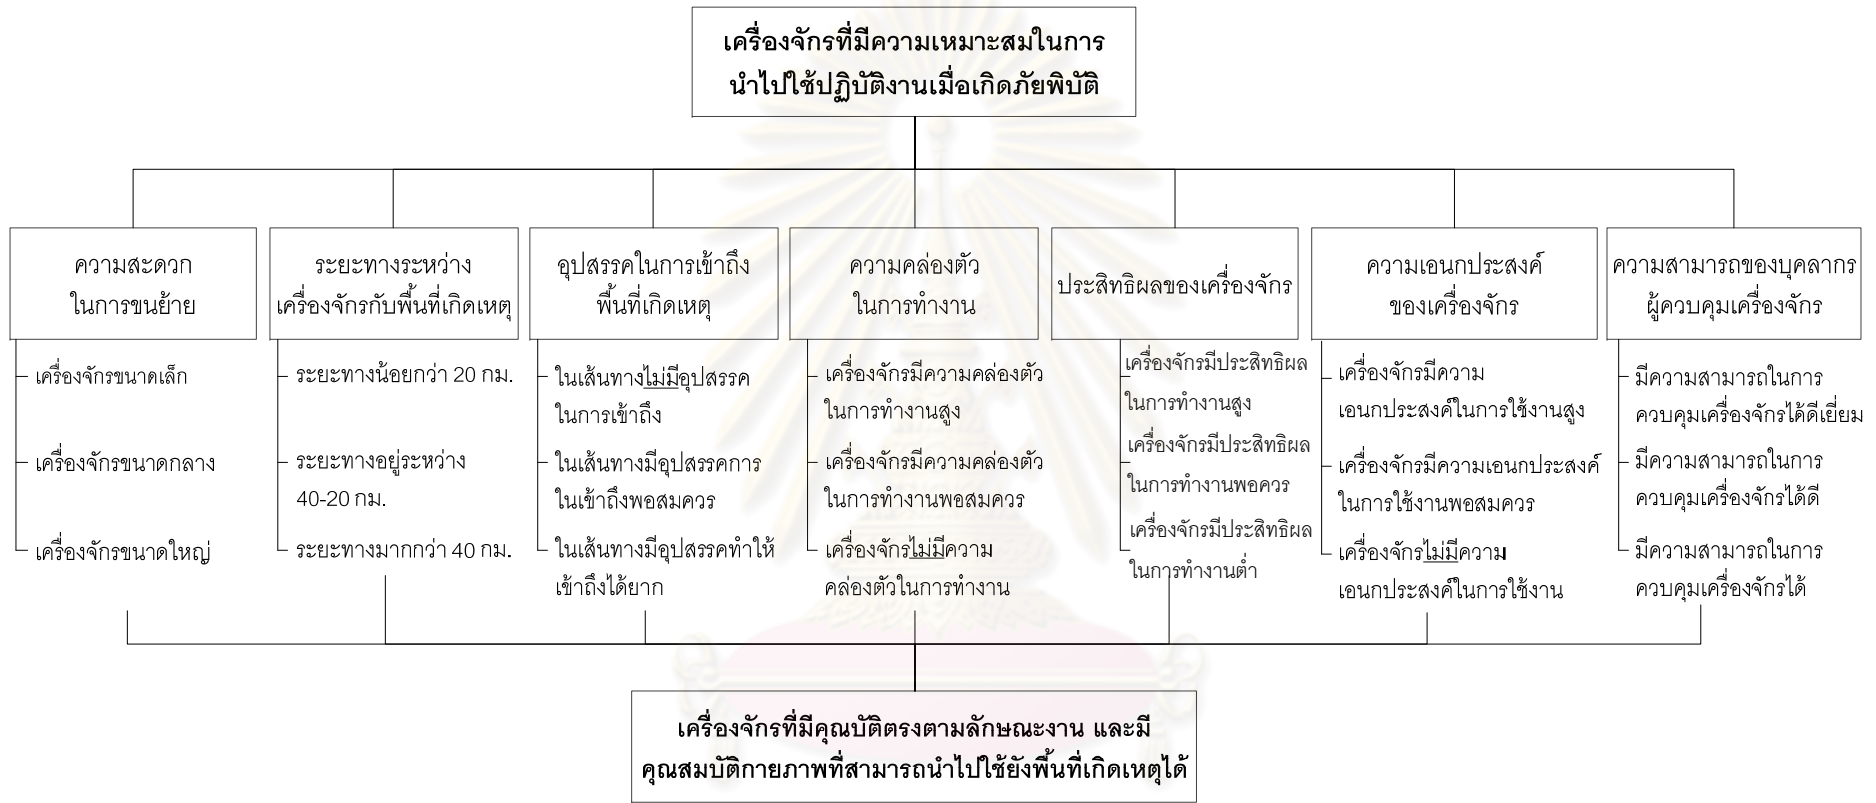 เครื่องจักรที่มีความเหมาะสมในการ
นำไปใช้ปฏิบัติงานเมื่อเกิดภัยพิบัติ
ความสะดวก
ในการขนย้าย
เครื่องจักรขนาดเล็ก
เครื่องจักรขนาดกลาง
เครื่องจักรขนาดใหญ่
ระยะทางระหว่าง
เครื่องจักรกับพื้นที่เกิดเหตุ
ระยะทางน้อยกว่า 20 กม.
ระยะทางอยู่ระหว่าง
40-20 กม.
ระยะทางมากกว่า 40 กม.
อุปสรรคในการเข้าถึง
พื้นที่เกิดเหตุ
ในเส้นทางไม่มีอุปสรรค
ในการเข้าถึง
ในเส้นทางมีอุปสรรคการ
ในเข้าถึงพอสมควร
ในเส้นทางมีอุปสรรคทำให้
เข้าถึงได้ยาก
ความคล่องตัว
ในการทำงาน
เครื่องจักรมีความคล่องตัว
ในการทำงานสูง
เครื่องจักรมีความคล่องตัว
ในการทำงานพอสมควร
เครื่องจักรไม่มีความ
คล่องตัวในการทำงาน
ประสิทธิผลของเครื่องจักร
เครื่องจักรมีประสิทธิผล
ในการทำงานสูง
เครื่องจักรมีประสิทธิผล
ในการทำงานพอควร
เครื่องจักรมีประสิทธิผล
ในการทำงานต่ำ
ความเอนกประสงค์
ของเครื่องจักร
เครื่องจักรมีความ
เอนกประสงค์ในการใช้งานสูง
เครื่องจักรมีความเอนกประสงค์
ในการใช้งานพอสมควร
เครื่องจักรไม่มีความ
เอนกประสงค์ในการใช้งาน
ความสามารถของบุคลากร
ผู้ควบคุมเครื่องจักร
มีความสามารถในการ
ควบคุมเครื่องจักรได้ดีเยี่ยม
มีความสามารถในการ
ควบคุมเครื่องจักรได้ดี
มีความสามารถในการ
ควบคุมเครื่องจักรได้
เครื่องจักรที่มีคุณบัติตรงตามลักษณะงาน และมี
คุณสมบัติกายภาพที่สามารถนำไปใช้ยังพื้นที่เกิดเหตุได้